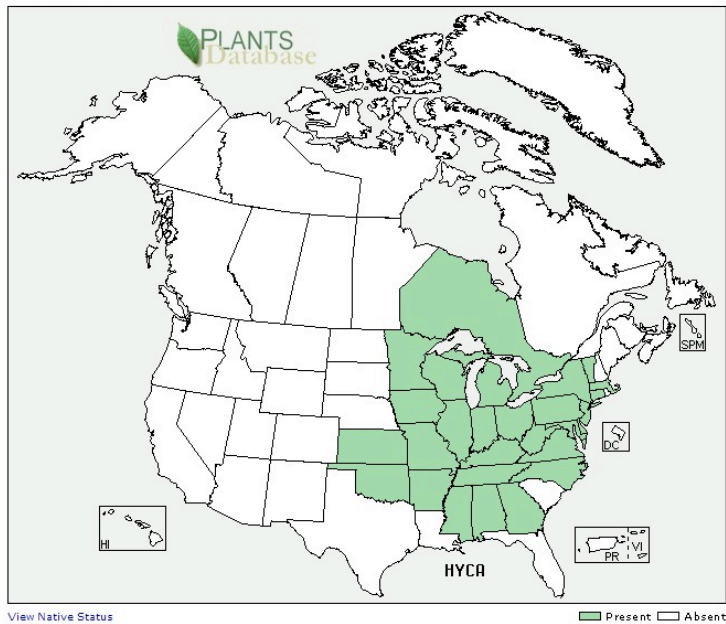 PLANTS
Database
SPM
DC
HI
PR
VI
HYCA
View Native Status
Present
Absent